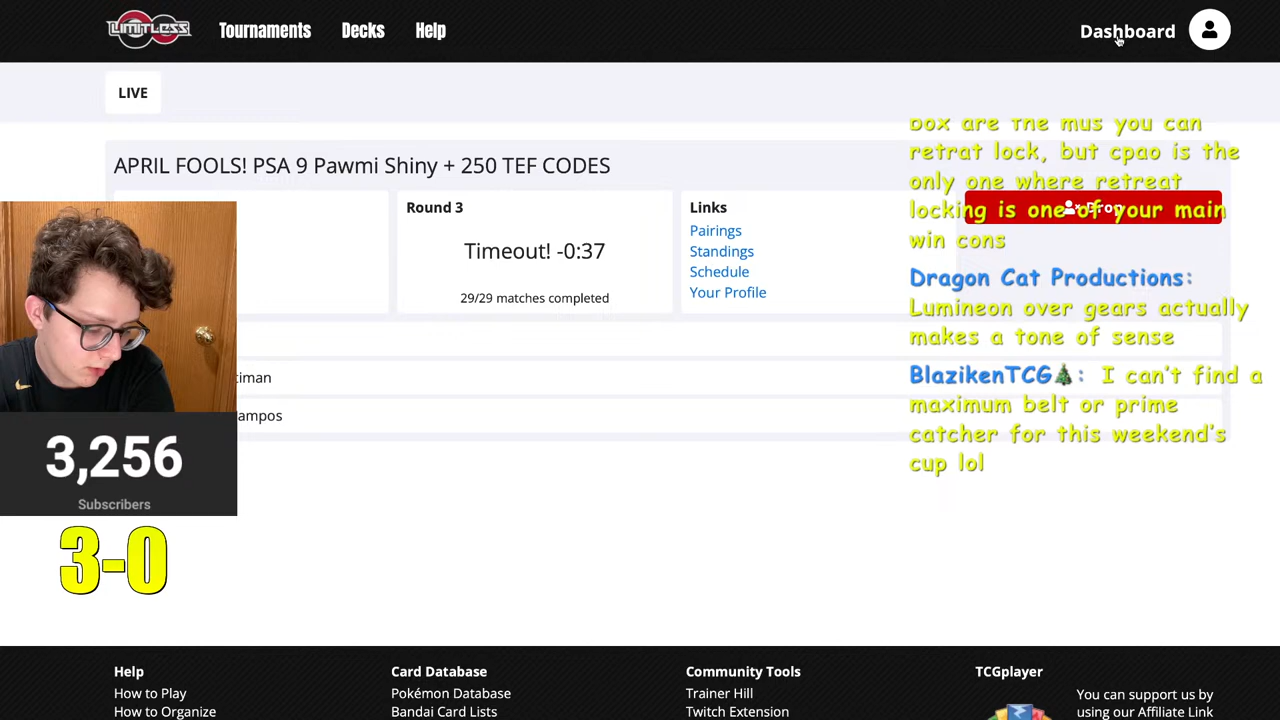 LIMITLESS
Tournaments
Decks
Help
Dashboard
LIVE
APRIL FOOLS! PSA 9 Pawmi Shiny + 250 TEF CODES
Round 3
Timeout! -0:37
29/29 matches completed
Links
Pairings
Standings
Schedule
Your Profile
box are the mus you can
retrat lock, but cpao is the
only one where retreat
locking is one of your main
win cons
Dragon Cat Productions:
Lumineon over gears actually
makes a tone of sense
BlazikenTCG🎄: I can't find a
maximum belt or prime
catcher for this weekend's
cup lol
3,256
Subscribers
3-0
Help
How to Play
How to Organize
Card Database
Pokémon Database
Bandai Card Lists
Community Tools
Trainer Hill
Twitch Extension
TCGplayer
You can support us by
using our Affiliate Link